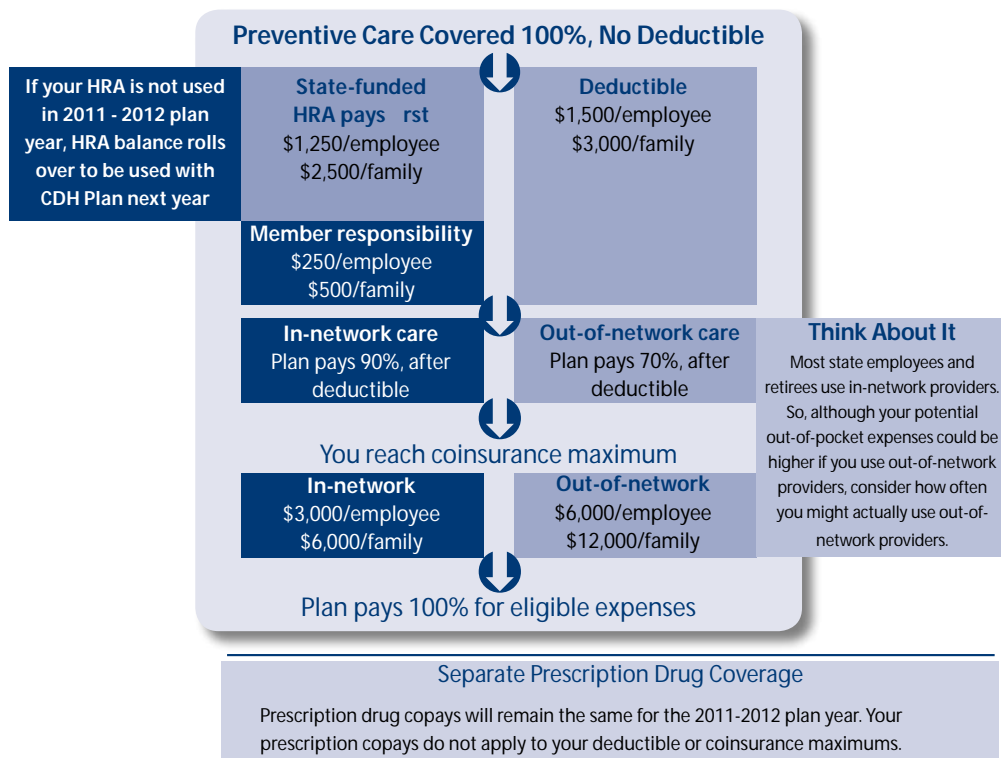 Preventive Care Covered 100%, No Deductible
If your HRA is not used
in 2011 - 2012 plan
year, HRA balance rolls
over to be used with
CDH Plan next year
State-funded
HRA pays rst
$1,250/employee
$2,500/family
Deductible
$1,500/employee
$3,000/family
Member responsibility
$250/employee
$500/family
In-network care
Plan pays 90%, after
deductible
Out-of-network care
Plan pays 70%, after
deductible
Think About It
Most state employees and
retirees use in-network providers.
So, although your potential
out-of-pocket expenses could be
higher if you use out-of-network
providers, consider how often
you might actually use out-of-
network providers.
You reach coinsurance maximum
In-network
$3,000/employee
$6,000/family
Out-of-network
$6,000/employee
$12,000/family
Plan pays 100% for eligible expenses
Separate Prescription Drug Coverage
Prescription drug copays will remain the same for the 2011-2012 plan year. Your
prescription copays do not apply to your deductible or coinsurance maximums.